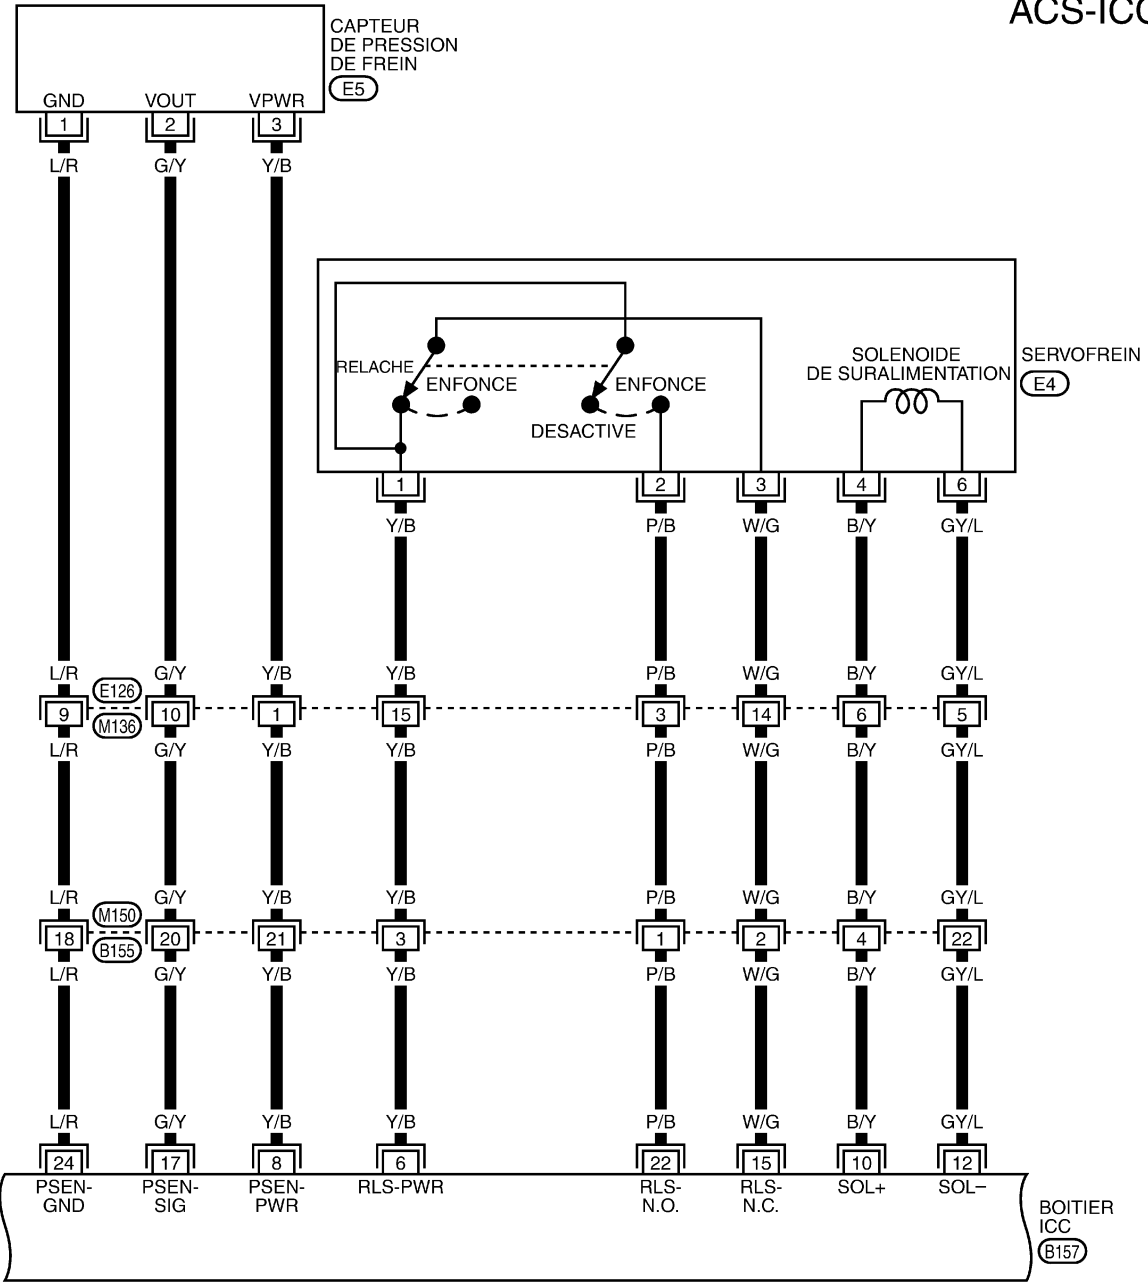 ACS-ICC
CAPTEUR
DE PRESSION
DE FREIN
E5
GND VOUT VPWR
1 2 3
L/R G/Y Y/B
SOLENOIDE
DE SURALIMENTATION
SERVOFREIN
E4
RELACHE
ENFONCE ENFONCE
DESACTIVE
1 2 3 4 6
Y/B P/B W/G B/Y GY/L
L/R G/Y Y/B Y/B P/B W/G B/Y GY/L
E126
9 10 1 15 3 14 6 5
M136
L/R G/Y Y/B Y/B P/B W/G B/Y GY/L
L/R G/Y Y/B Y/B P/B W/G B/Y GY/L
M150
18 20 21 3 1 2 4 22
B155
L/R G/Y Y/B Y/B P/B W/G B/Y GY/L
L/R G/Y Y/B Y/B P/B W/G B/Y GY/L
24 17 8 6 22 15 10 12
PSEN- PSEN- PSEN- RLS-PWR RLS- RLS- SOL+ SOL–
GND SIG PWR N.O. N.C.
BOITIER
ICC
B157